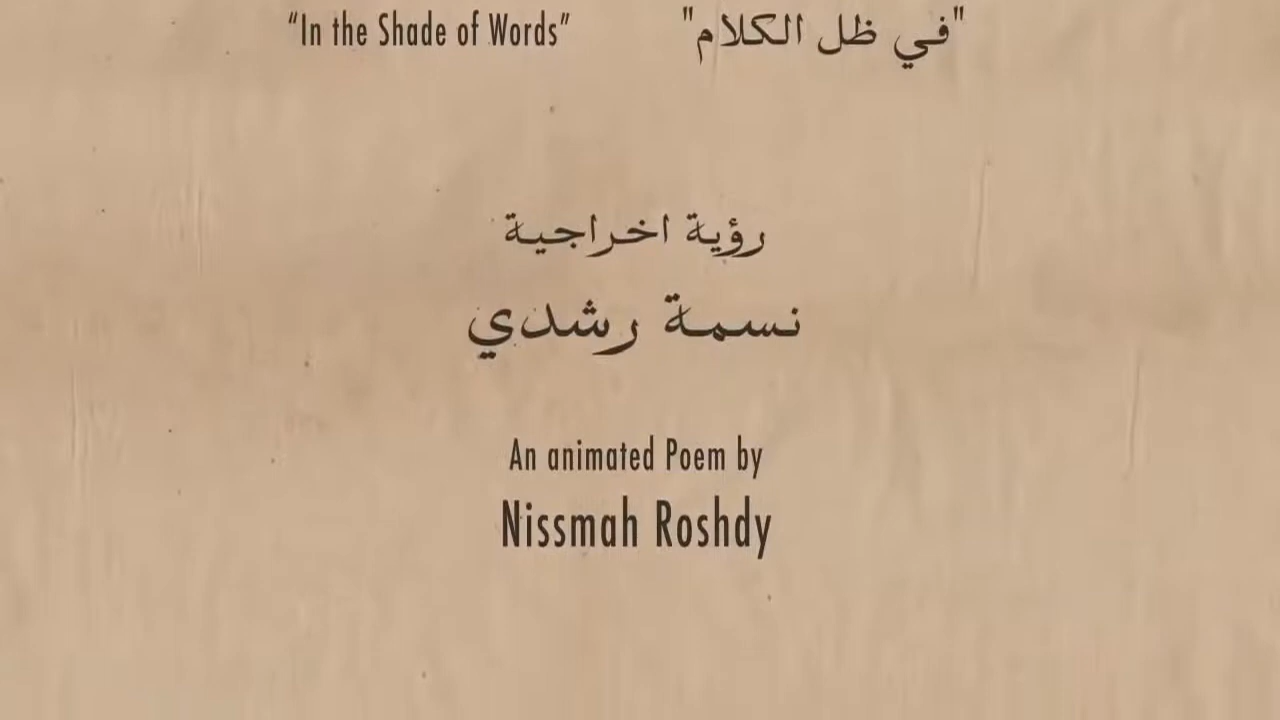 “In the Shade of Words” "في ظل الكلام"
رؤية اخراجية
نسمة رشدي
An animated Poem by
Nissmah Roshdy